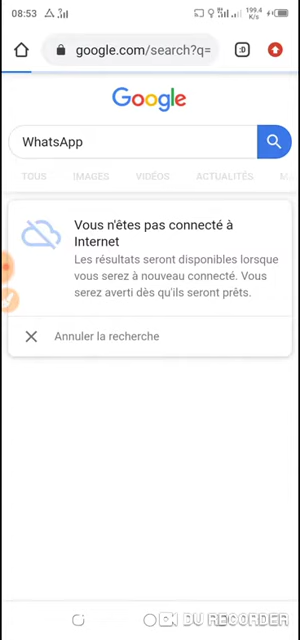 08:53 199.4 K/s
google.com/search?q= :D
Google
WhatsApp
TOUS IMAGES VIDÉOS ACTUALITÉS
Vous n'êtes pas connecté à
Internet
Les résultats seront disponibles lorsque
vous serez à nouveau connecté. Vous
serez averti dès qu'ils seront prêts.
Annuler la recherche
DU RECORDER